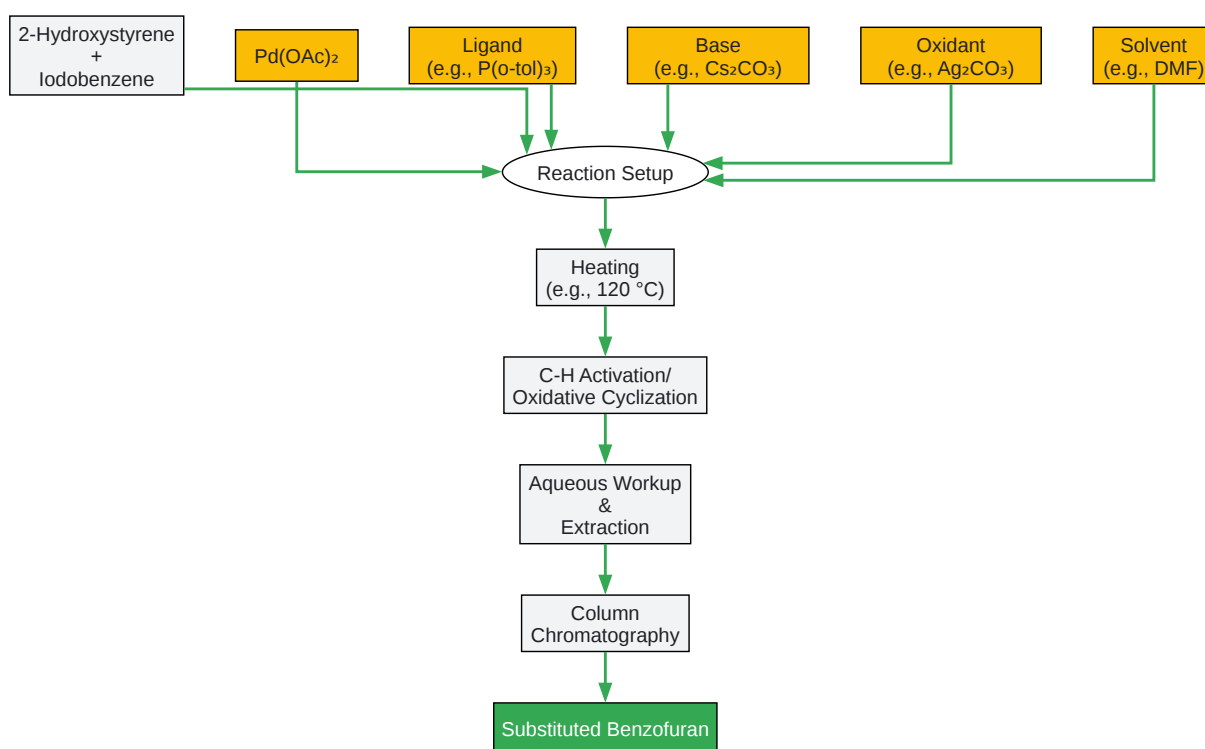 2-Hydroxystyrene
+
Iodobenzene
Pd(OAc)₂
Ligand
(e.g., P(o-tol)₃)
Base
(e.g., Cs₂CO₃)
Oxidant
(e.g., Ag₂CO₃)
Solvent
(e.g., DMF)
Reaction Setup
Heating
(e.g., 120 °C)
C-H Activation/
Oxidative Cyclization
Aqueous Workup
&
Extraction
Column
Chromatography
Substituted Benzofuran